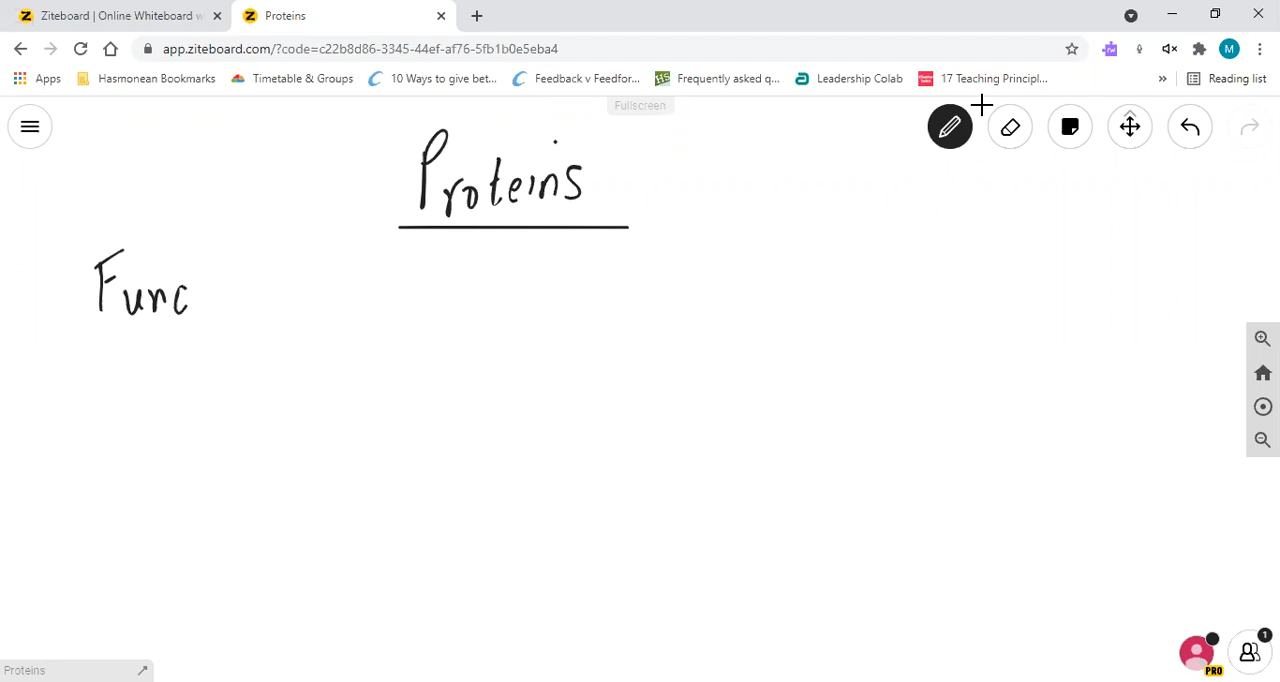 Ziteboard | Online Whiteboard w
Proteins
app.ziteboard.com/?code=c22b8d86-3345-44ef-af76-5fb1b0e5eba4
M
Apps
Hasmonean Bookmarks
Timetable & Groups
10 Ways to give bet...
Feedback v Feedfor...
HS
Frequently asked q...
Leadership Colab
17 Teaching Principl...
»
Reading list
Fullscreen
Proteins
Func
Proteins
PRO
1